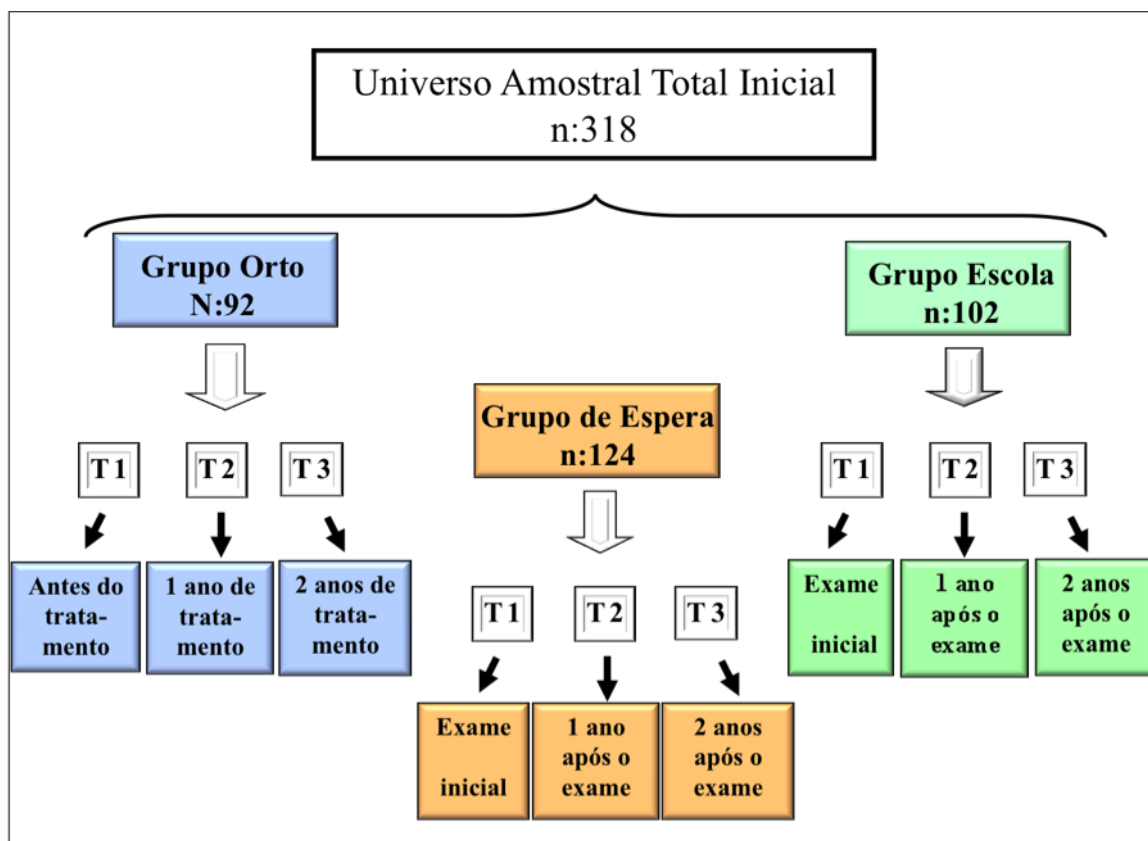 Universo Amostral Total Inicial
n:318
Grupo Orto
N:92
T 1
T 2
T 3
Antes do
trata-
mento
1 ano de
trata-
mento
2 anos de
trata-
mento
Grupo de Espera
n:124
T 1
T 2
T 3
Exame
inicial
1 ano
após o
exame
2 anos
após o
exame
Grupo Escola
n:102
T 1
T 2
T 3
Exame
inicial
1 ano
após o
exame
2 anos
após o
exame